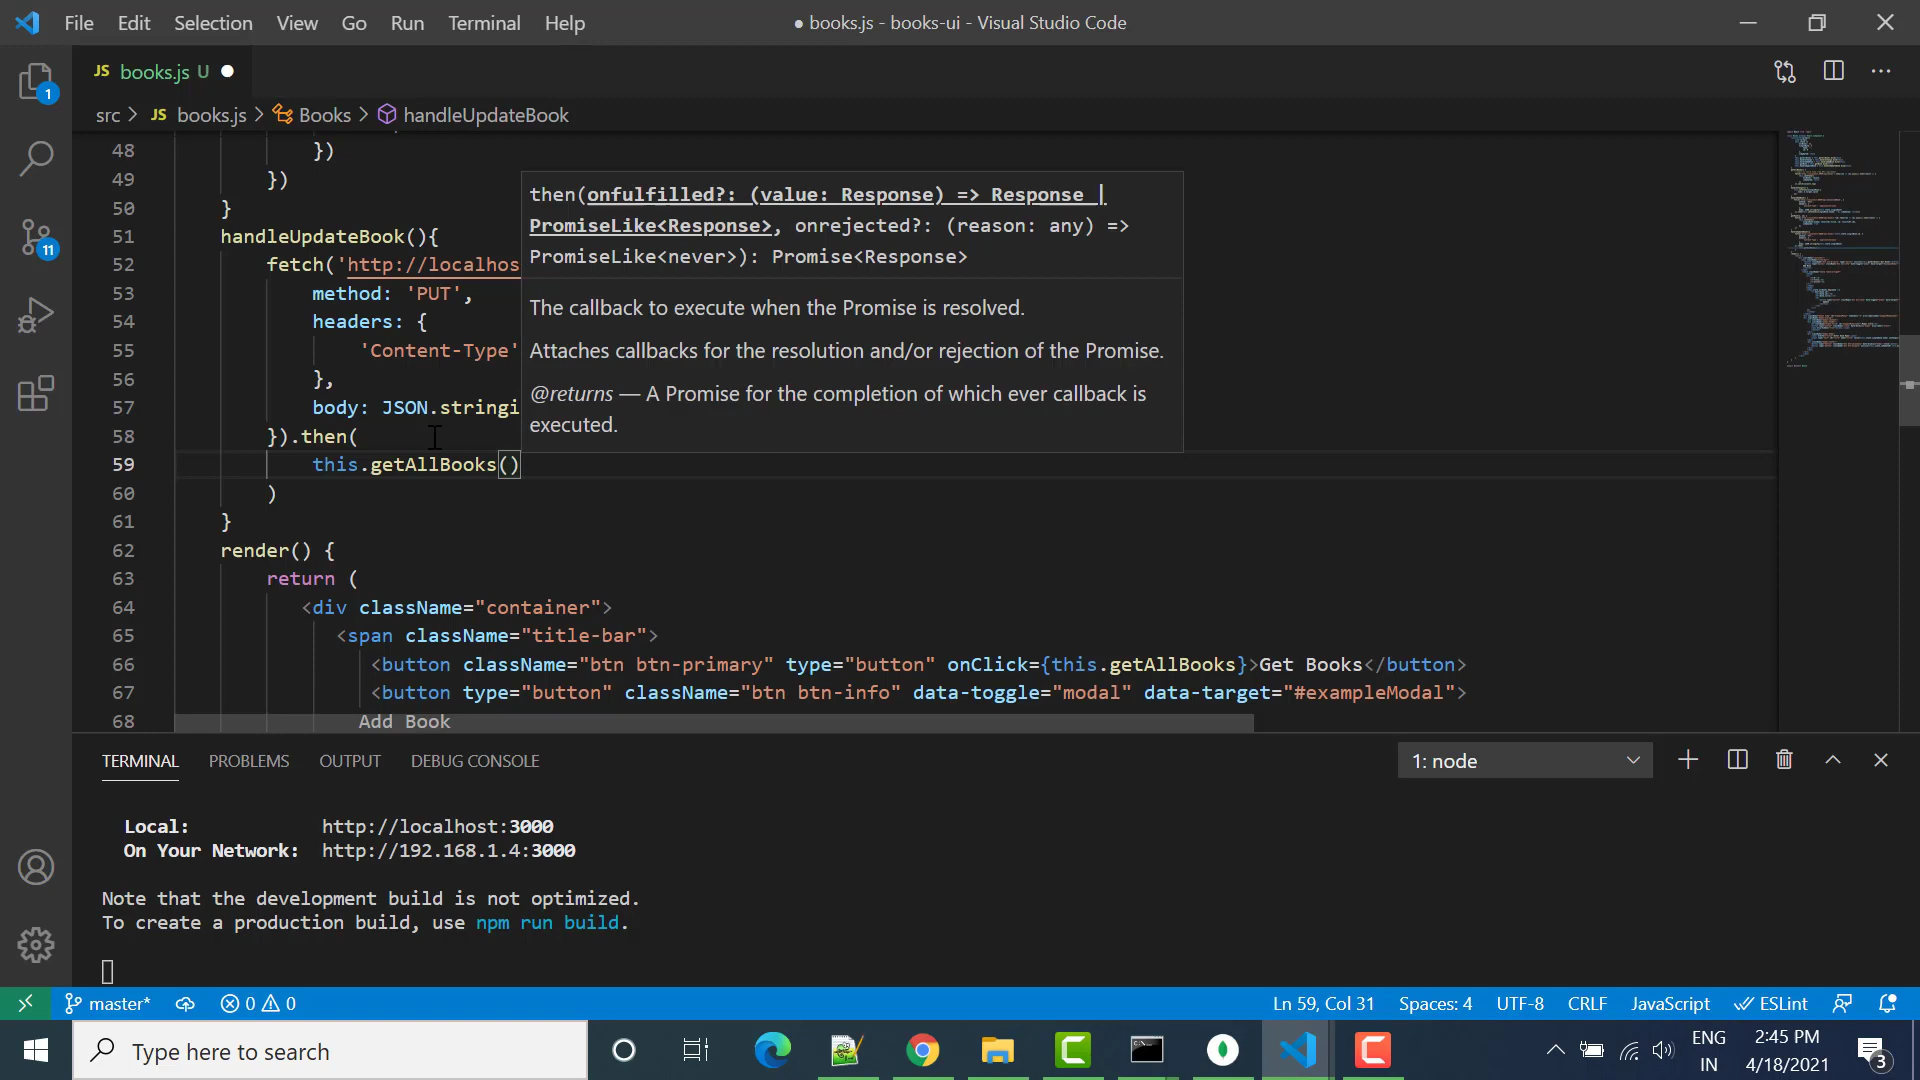 File Edit Selection View Go Run Terminal Help
● books.js - books-ui - Visual Studio Code
JS books.js U ●
src > JS books.js > Books > handleUpdateBook
48 })
49 })
50 }
51 handleUpdateBook(){
52 fetch('http://localhos
53 method: 'PUT',
54 headers: {
55 'Content-Type'
56 },
57 body: JSON.stringi
58 }).then(
59 this.getAllBooks()
60 )
61 }
62 render() {
63 return (
64 <div className="container">
65 <span className="title-bar">
66 <button className="btn btn-primary" type="button" onClick={this.getAllBooks}>Get Books</button>
67 <button type="button" className="btn btn-info" data-toggle="modal" data-target="#exampleModal">
68 Add Book
then(onfulfilled?: (value: Response) => Response |
PromiseLike<Response>, onrejected?: (reason: any) =>
PromiseLike<never>): Promise<Response>
The callback to execute when the Promise is resolved.
Attaches callbacks for the resolution and/or rejection of the Promise.
@returns — A Promise for the completion of which ever callback is
executed.
1
11
TERMINAL PROBLEMS OUTPUT DEBUG CONSOLE
1: node
Local: http://localhost:3000
On Your Network: http://192.168.1.4:3000
Note that the development build is not optimized.
To create a production build, use npm run build.
master* 0 0
Ln 59, Col 31 Spaces: 4 UTF-8 CRLF JavaScript ESLint
Type here to search
ENG
IN
2:45 PM
4/18/2021
3